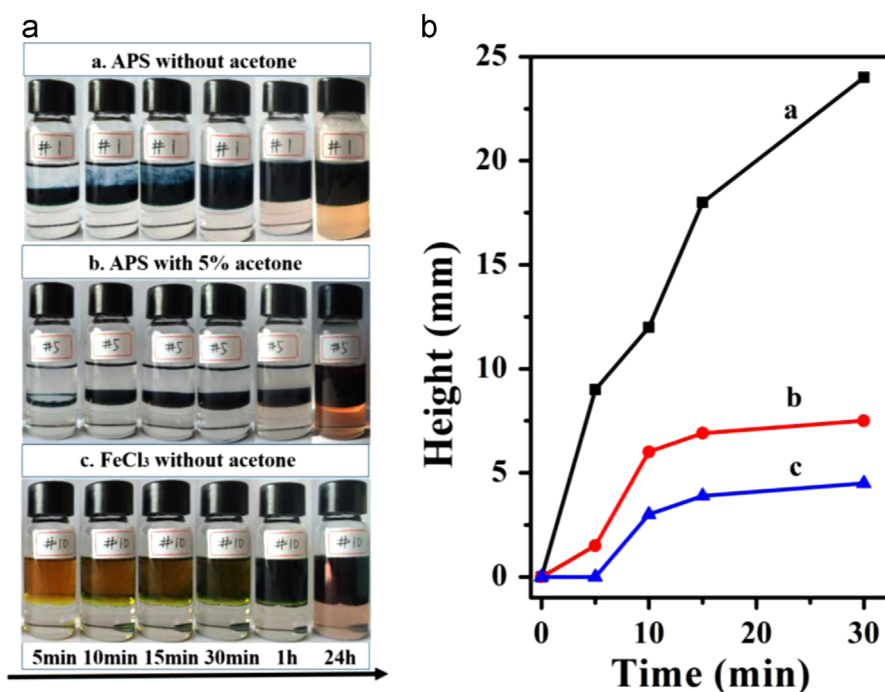 a
a. APS without acetone
#1 #1 #1 #1 #1 #1
b. APS with 5% acetone
#5 #5 #5 #5 #5 #5
c. FeCl₃ without acetone
#10 #10 #10 #10 #10 #10
5min 10min 15min 30min 1h 24h
b
Height (mm)
25
20
15
10
5
0
a
b
c
0 10 20 30
Time (min)